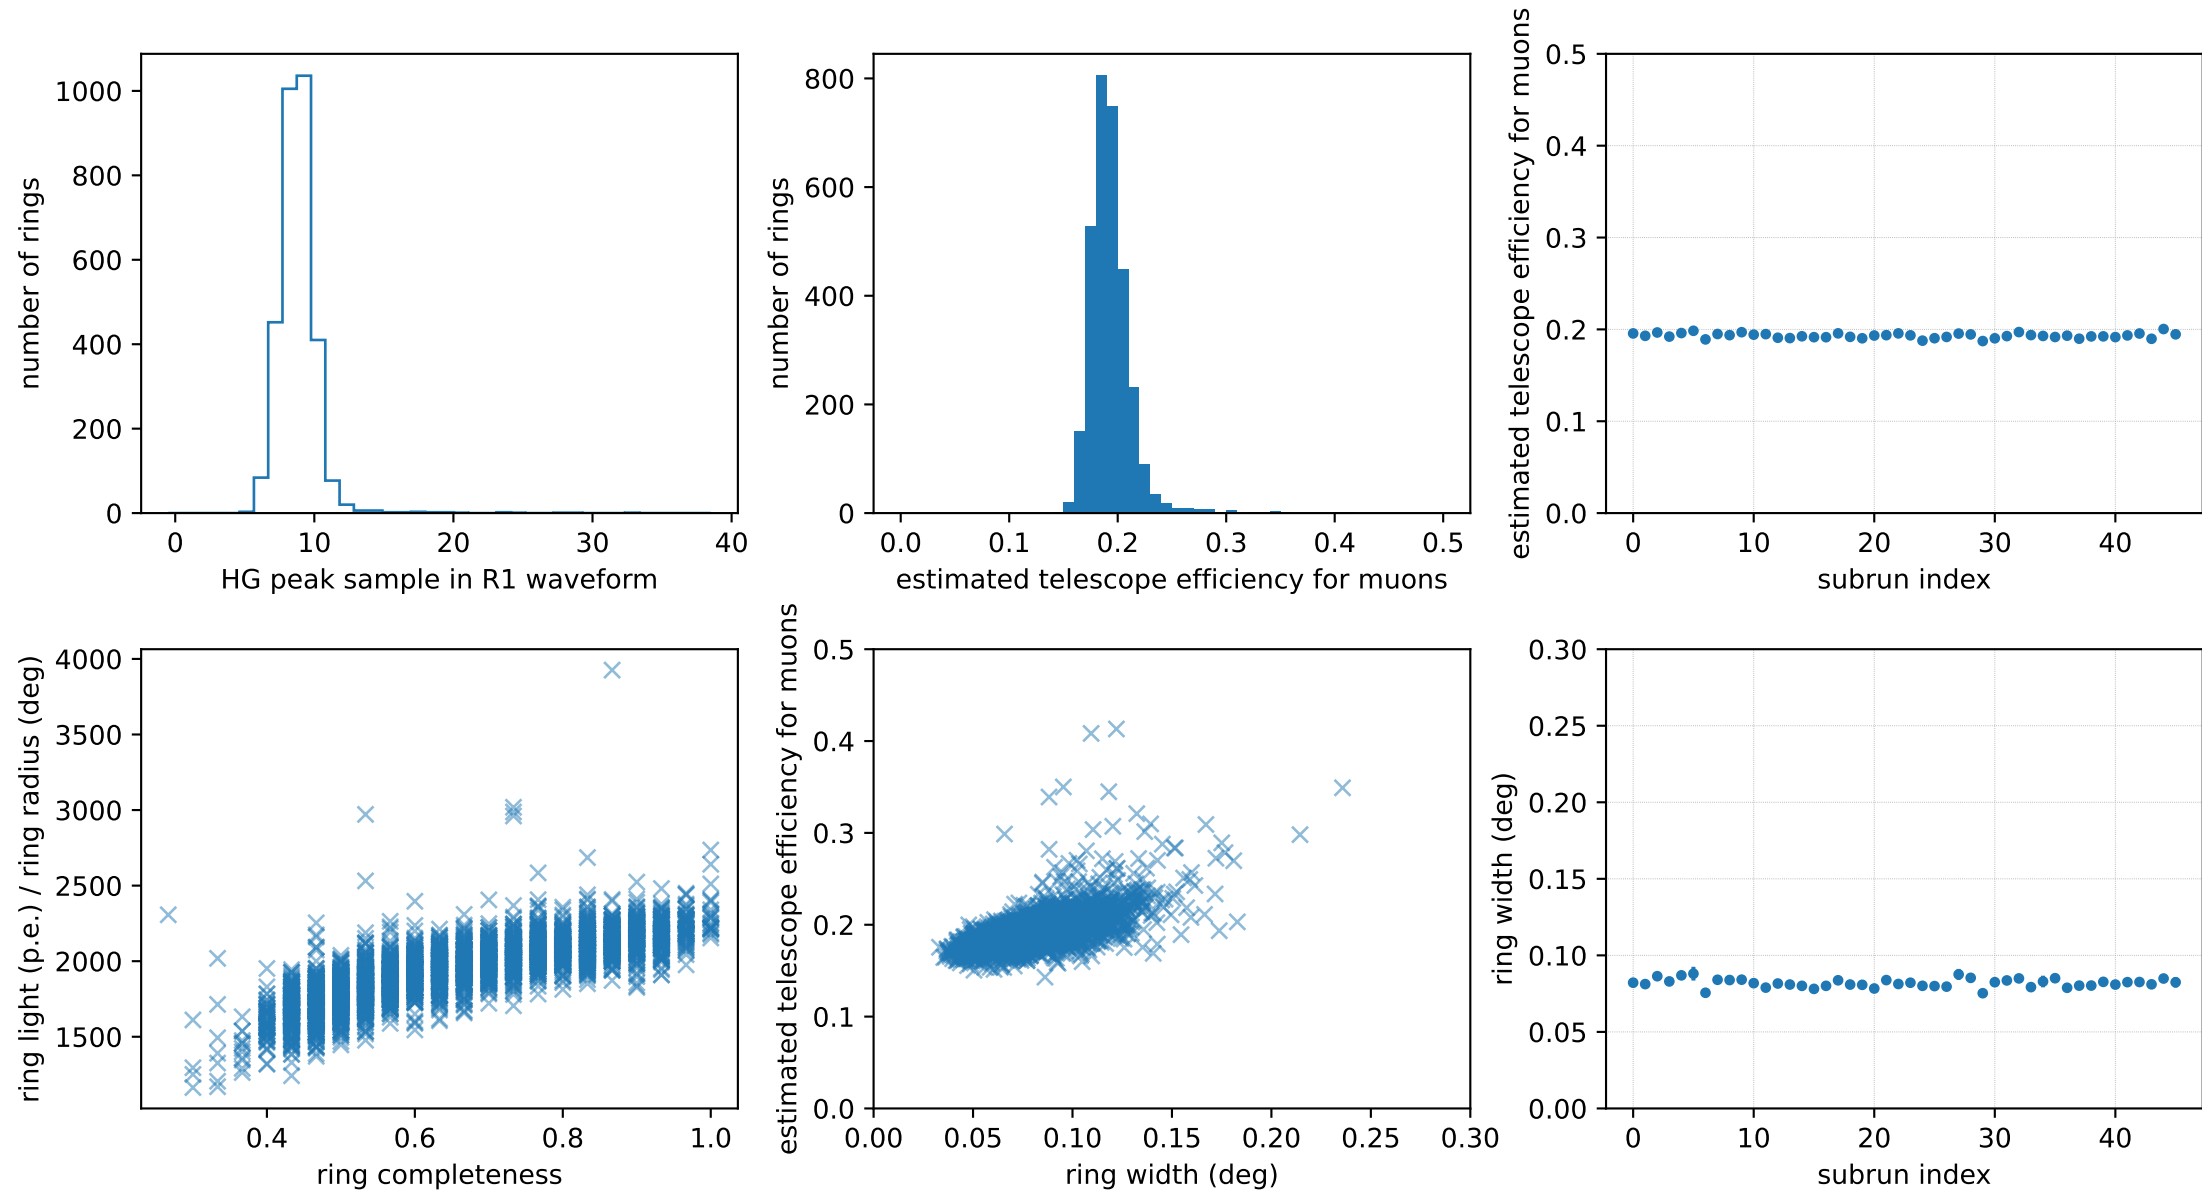 1000
800
600
400
200
0
number of rings
0 10 20 30 40
HG peak sample in R1 waveform
800
600
400
200
0
number of rings
0.0 0.1 0.2 0.3 0.4 0.5
estimated telescope efficiency for muons
0.5
0.4
0.3
0.2
0.1
0.0
estimated telescope efficiency for muons
0 10 20 30 40
subrun index
4000
3500
3000
2500
2000
1500
ring light (p.e.) / ring radius (deg)
0.4 0.6 0.8 1.0
ring completeness
0.5
0.4
0.3
0.2
0.1
0.0
estimated telescope efficiency for muons
0.00 0.05 0.10 0.15 0.20 0.25 0.30
ring width (deg)
0.30
0.25
0.20
0.15
0.10
0.05
0.00
ring width (deg)
0 10 20 30 40
subrun index